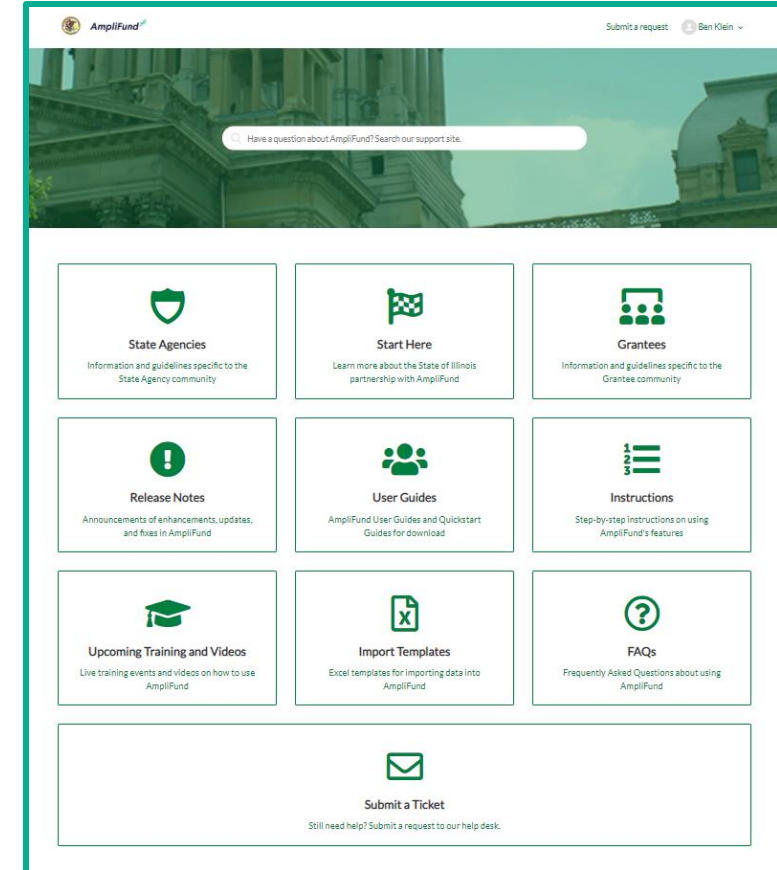 AmpliFund
Submit a request
Ben Klein
Have a question about AmpliFund? Search our support site.
State Agencies
Information and guidelines specific to the
State Agency community
Start Here
Learn more about the State of Illinois
partnership with AmpliFund
Grantees
Information and guidelines specific to the
Grantee community
Release Notes
Announcements of enhancements, updates,
and fixes in AmpliFund
User Guides
AmpliFund User Guides and Quickstart
Guides for download
1
2
3
Instructions
Step-by-step instructions on using
AmpliFund's features
Upcoming Training and Videos
Live training events and videos on how to use
AmpliFund
X
Import Templates
Excel templates for importing data into
AmpliFund
?
FAQs
Frequently Asked Questions about using
AmpliFund
Submit a Ticket
Still need help? Submit a request to our help desk.